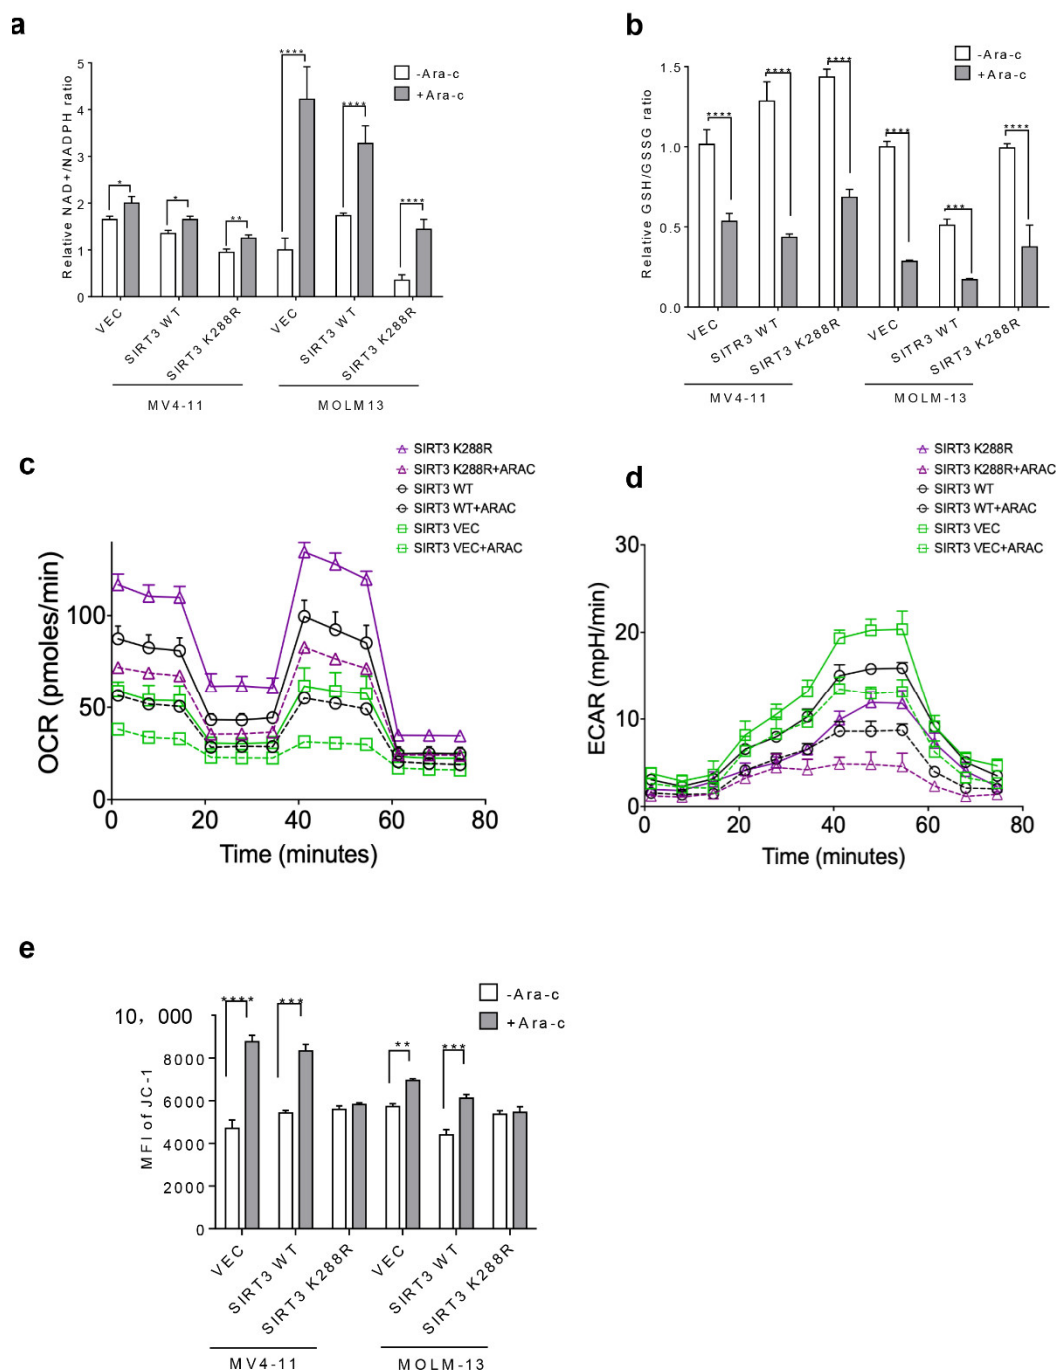 a
Relative NAD+/NADPH ratio
5
4
3
2
1
0
****
****
****
*
*
**
-Ara-c
+Ara-c
VEC
SIRT3 WT
SIRT3 K288R
VEC
SIRT3 WT
SIRT3 K288R
MV4-11
MOLM13
b
Relative GSH/GSSG ratio
1.5
1.0
0.5
0.0
****
****
****
****
***
****
-Ara-c
+Ara-c
VEC
SITR3 WT
SIRT3 K288R
VEC
SITR3 WT
SIRT3 K288R
MV4-11
MOLM-13
c
SIRT3 K288R
SIRT3 K288R+ARAC
SIRT3 WT
SIRT3 WT+ARAC
SIRT3 VEC
SIRT3 VEC+ARAC
OCR (pmoles/min)
100
50
0
0 20 40 60 80
Time (minutes)
d
SIRT3 K288R
SIRT3 K288R+ARAC
SIRT3 WT
SIRT3 WT+ARAC
SIRT3 VEC
SIRT3 VEC+ARAC
ECAR (mpH/min)
30
20
10
0
0 20 40 60 80
Time (minutes)
e
MFI of JC-1
10, 000
8000
6000
4000
2000
0
****
***
**
***
-Ara-c
+Ara-c
VEC
SIRT3 WT
SIRT3 K288R
VEC
SIRT3 WT
SIRT3 K288R
MV4-11
MOLM-13